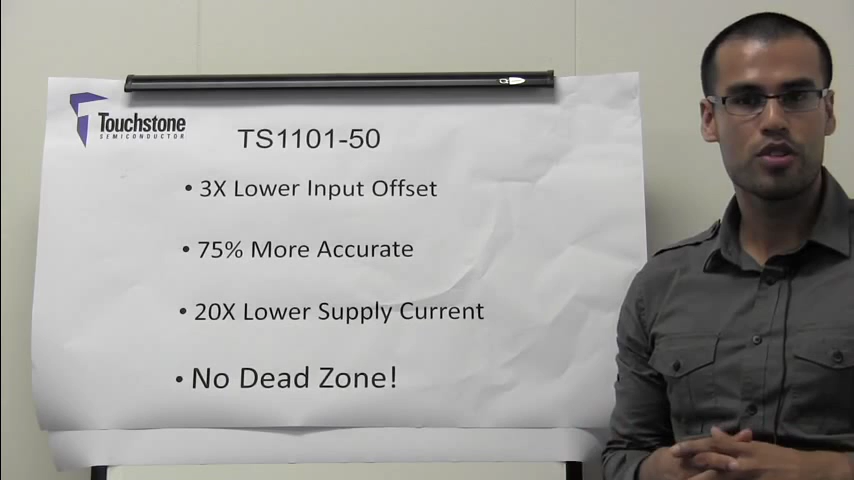 Touchstone
SEMICONDUCTOR
TS1101-50
• 3X Lower Input Offset
• 75% More Accurate
• 20X Lower Supply Current
• No Dead Zone!